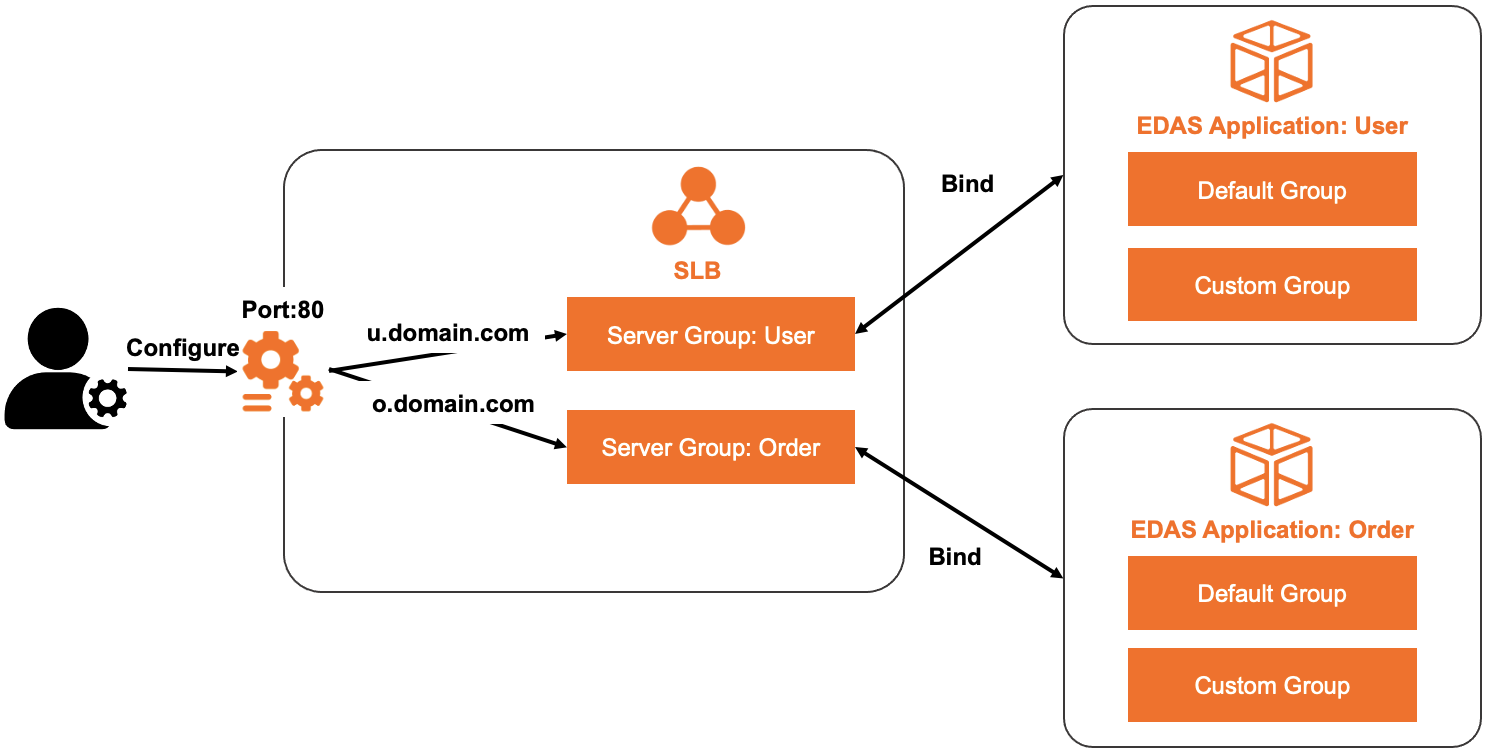 Configure
Port:80
u.domain.com
o.domain.com
SLB
Server Group: User
Server Group: Order
Bind
Bind
EDAS Application: User
Default Group
Custom Group
EDAS Application: Order
Default Group
Custom Group